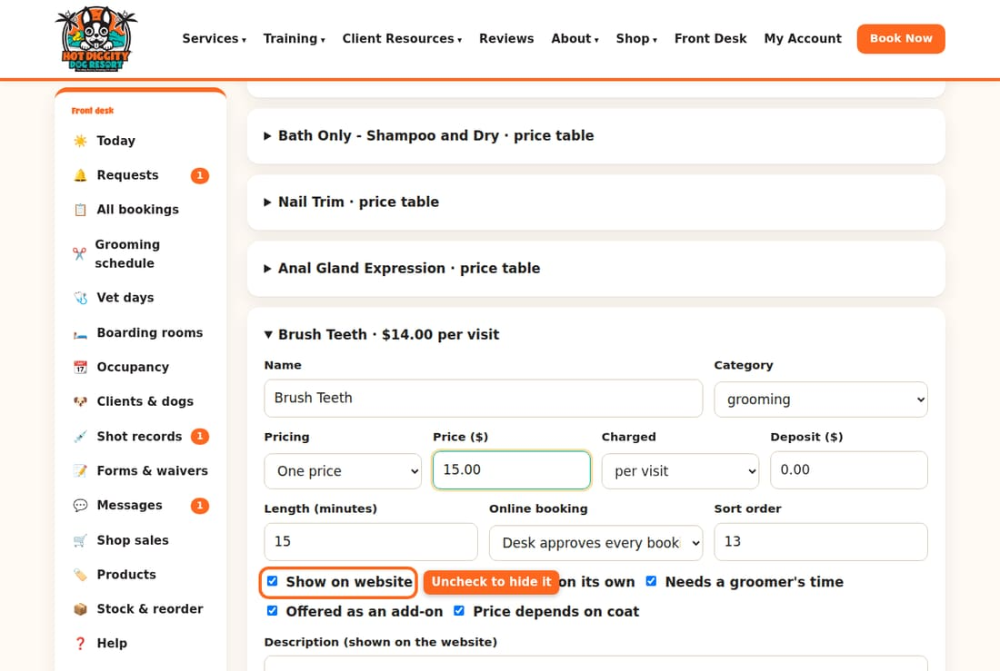 HOT DIGGITY
DOG RESORT
Services ▾ Training ▾ Client Resources ▾ Reviews About ▾ Shop ▾ Front Desk My Account Book Now
Front desk
☀️ Today
🔔 Requests 1
📋 All bookings
✂️ Grooming
schedule
🩺 Vet days
🛏️ Boarding rooms
📆 Occupancy
🐶 Clients & dogs
💉 Shot records 1
📝 Forms & waivers
💬 Messages 1
🛒 Shop sales
🏷️ Products
📦 Stock & reorder
❓ Help
▶ Bath Only - Shampoo and Dry · price table
▶ Nail Trim · price table
▶ Anal Gland Expression · price table
▼ Brush Teeth · $14.00 per visit
Name Category
Brush Teeth grooming
Pricing Price ($) Charged Deposit ($)
One price 15.00 per visit 0.00
Length (minutes) Online booking Sort order
15 Desk approves every booki 13
Show on website Uncheck to hide it on its own Needs a groomer's time
Offered as an add-on Price depends on coat
Description (shown on the website)